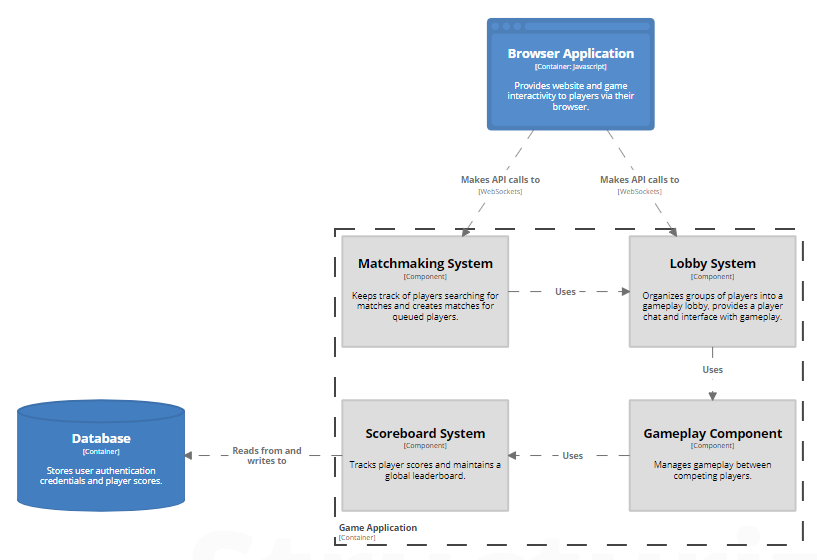 Browser Application
[Container: Javascript]
Provides website and game
interactivity to players via their
browser.
Makes API calls to
[WebSockets]
Makes API calls to
[WebSockets]
Matchmaking System
[Component]
Keeps track of players searching for
matches and creates matches for
queued players.
Uses
Lobby System
[Component]
Organizes groups of players into a
gameplay lobby, provides a player
chat and interface with gameplay.
Uses
Database
[Container]
Stores user authentication
credentials and player scores.
Reads from and
writes to
Scoreboard System
[Component]
Tracks player scores and maintains a
global leaderboard.
Uses
Gameplay Component
[Component]
Manages gameplay between
competing players.
Game Application
[Container]